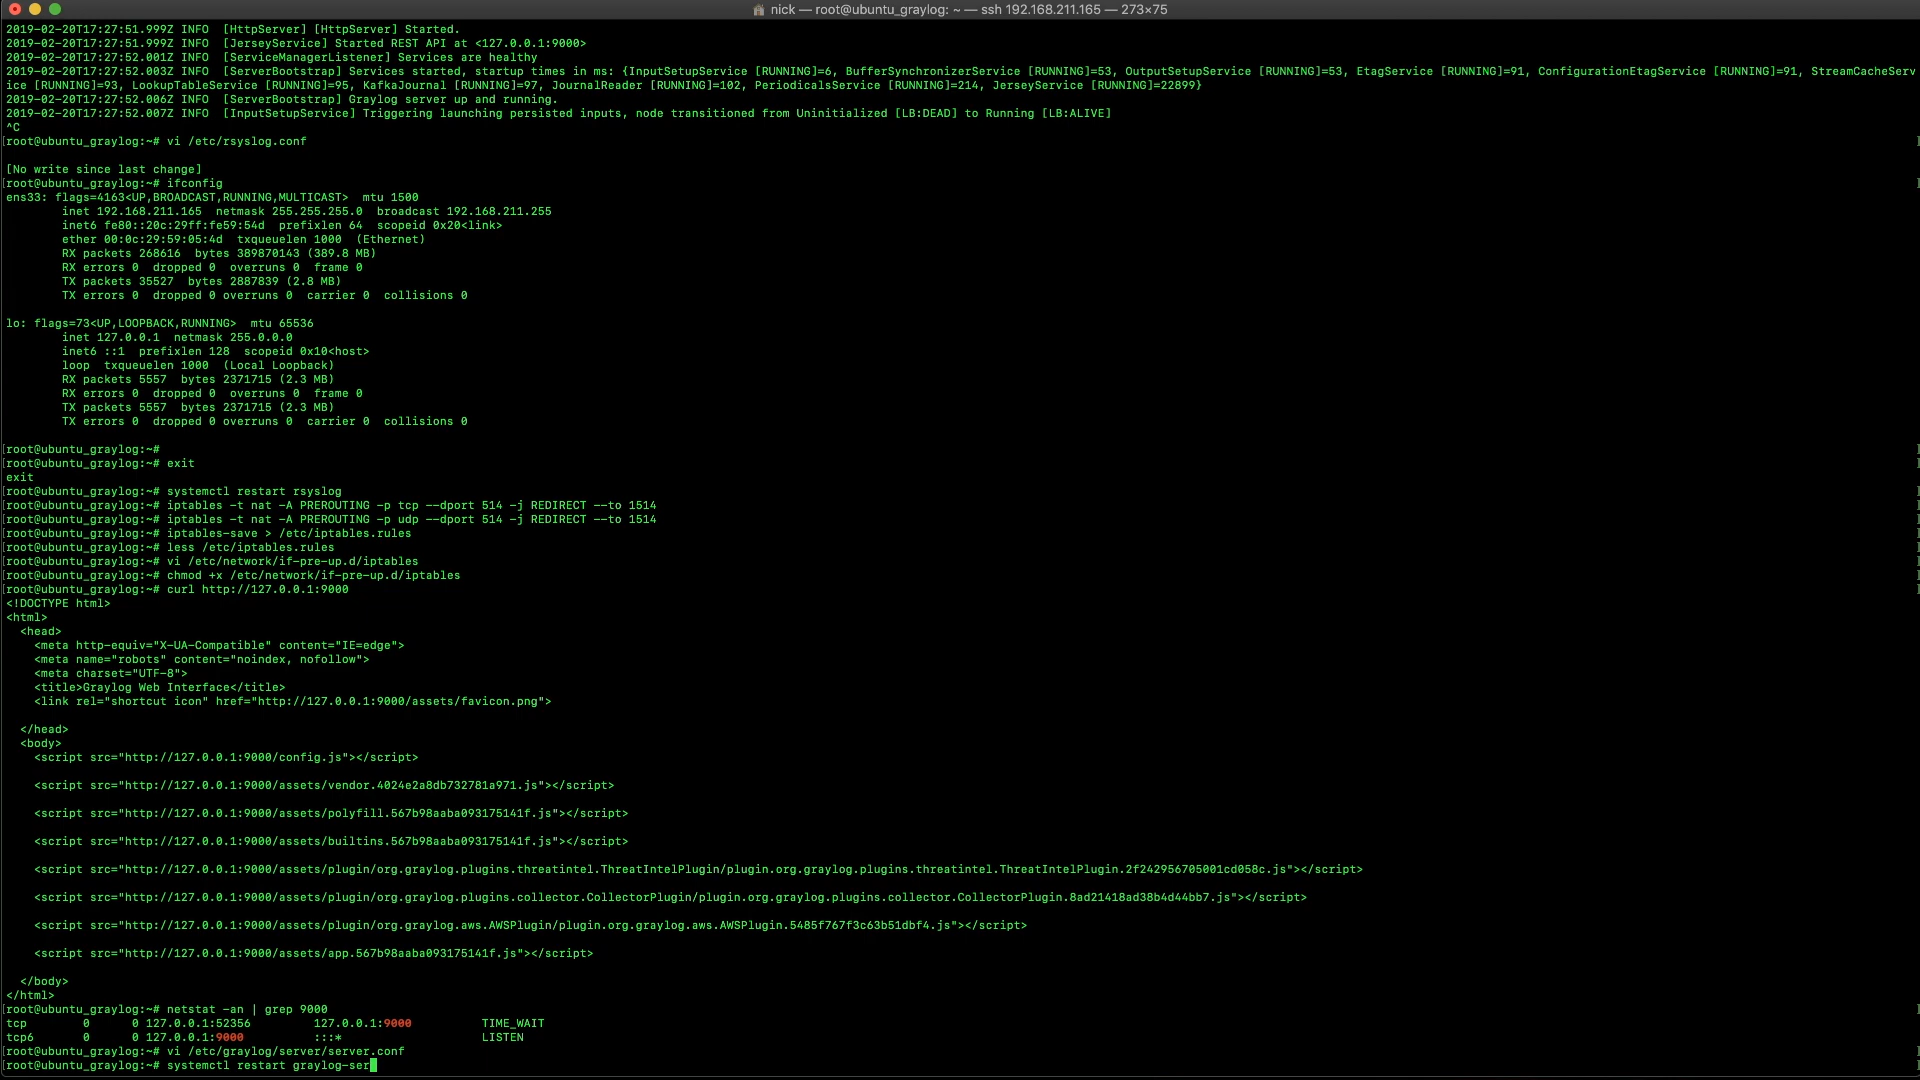 nick — root@ubuntu_graylog: ~ — ssh 192.168.211.165 — 273×75
2019-02-20T17:27:51.999Z INFO  [HttpServer] [HttpServer] Started.
2019-02-20T17:27:51.999Z INFO  [JerseyService] Started REST API at <127.0.0.1:9000>
2019-02-20T17:27:52.001Z INFO  [ServiceManagerListener] Services are healthy
2019-02-20T17:27:52.003Z INFO  [ServerBootstrap] Services started, startup times in ms: {InputSetupService [RUNNING]=6, BufferSynchronizerService [RUNNING]=53, OutputSetupService [RUNNING]=53, EtagService [RUNNING]=91, ConfigurationEtagService [RUNNING]=91, StreamCacheServ
ice [RUNNING]=93, LookupTableService [RUNNING]=95, KafkaJournal [RUNNING]=97, JournalReader [RUNNING]=102, PeriodicalsService [RUNNING]=214, JerseyService [RUNNING]=22899}
2019-02-20T17:27:52.006Z INFO  [ServerBootstrap] Graylog server up and running.
2019-02-20T17:27:52.007Z INFO  [InputSetupService] Triggering launching persisted inputs, node transitioned from Uninitialized [LB:DEAD] to Running [LB:ALIVE]
^C
[root@ubuntu_graylog:~# vi /etc/rsyslog.conf ]
[No write since last change]
[root@ubuntu_graylog:~# ifconfig ]
ens33: flags=4163<UP,BROADCAST,RUNNING,MULTICAST>  mtu 1500
inet 192.168.211.165  netmask 255.255.255.0  broadcast 192.168.211.255
inet6 fe80::20c:29ff:fe59:54d  prefixlen 64  scopeid 0x20<link>
ether 00:0c:29:59:05:4d  txqueuelen 1000  (Ethernet)
RX packets 268616  bytes 389870143 (389.8 MB)
RX errors 0  dropped 0  overruns 0  frame 0
TX packets 35527  bytes 2887839 (2.8 MB)
TX errors 0  dropped 0 overruns 0  carrier 0  collisions 0
lo: flags=73<UP,LOOPBACK,RUNNING>  mtu 65536
inet 127.0.0.1  netmask 255.0.0.0
inet6 ::1  prefixlen 128  scopeid 0x10<host>
loop  txqueuelen 1000  (Local Loopback)
RX packets 5557  bytes 2371715 (2.3 MB)
RX errors 0  dropped 0  overruns 0  frame 0
TX packets 5557  bytes 2371715 (2.3 MB)
TX errors 0  dropped 0 overruns 0  carrier 0  collisions 0
[root@ubuntu_graylog:~# ]
[root@ubuntu_graylog:~# exit ]
exit
[root@ubuntu_graylog:~# systemctl restart rsyslog ]
[root@ubuntu_graylog:~# iptables -t nat -A PREROUTING -p tcp --dport 514 -j REDIRECT --to 1514 ]
[root@ubuntu_graylog:~# iptables -t nat -A PREROUTING -p udp --dport 514 -j REDIRECT --to 1514 ]
[root@ubuntu_graylog:~# iptables-save > /etc/iptables.rules ]
[root@ubuntu_graylog:~# less /etc/iptables.rules ]
[root@ubuntu_graylog:~# vi /etc/network/if-pre-up.d/iptables ]
[root@ubuntu_graylog:~# chmod +x /etc/network/if-pre-up.d/iptables ]
[root@ubuntu_graylog:~# curl http://127.0.0.1:9000 ]
<!DOCTYPE html>
<html>
<head>
<meta http-equiv="X-UA-Compatible" content="IE=edge">
<meta name="robots" content="noindex, nofollow">
<meta charset="UTF-8">
<title>Graylog Web Interface</title>
<link rel="shortcut icon" href="http://127.0.0.1:9000/assets/favicon.png">
</head>
<body>
<script src="http://127.0.0.1:9000/config.js"></script>
<script src="http://127.0.0.1:9000/assets/vendor.4024e2a8db732781a971.js"></script>
<script src="http://127.0.0.1:9000/assets/polyfill.567b98aaba093175141f.js"></script>
<script src="http://127.0.0.1:9000/assets/builtins.567b98aaba093175141f.js"></script>
<script src="http://127.0.0.1:9000/assets/plugin/org.graylog.plugins.threatintel.ThreatIntelPlugin/plugin.org.graylog.plugins.threatintel.ThreatIntelPlugin.2f242956705001cd058c.js"></script>
<script src="http://127.0.0.1:9000/assets/plugin/org.graylog.plugins.collector.CollectorPlugin/plugin.org.graylog.plugins.collector.CollectorPlugin.8ad21418ad38b4d44bb7.js"></script>
<script src="http://127.0.0.1:9000/assets/plugin/org.graylog.aws.AWSPlugin/plugin.org.graylog.aws.AWSPlugin.5485f767f3c63b51dbf4.js"></script>
<script src="http://127.0.0.1:9000/assets/app.567b98aaba093175141f.js"></script>
</body>
</html>
[root@ubuntu_graylog:~# netstat -an | grep 9000 ]
tcp        0      0 127.0.0.1:52356         127.0.0.1:9000          TIME_WAIT
tcp6       0      0 127.0.0.1:9000          :::*                    LISTEN
[root@ubuntu_graylog:~# vi /etc/graylog/server/server.conf ]
[root@ubuntu_graylog:~# systemctl restart graylog-ser ]